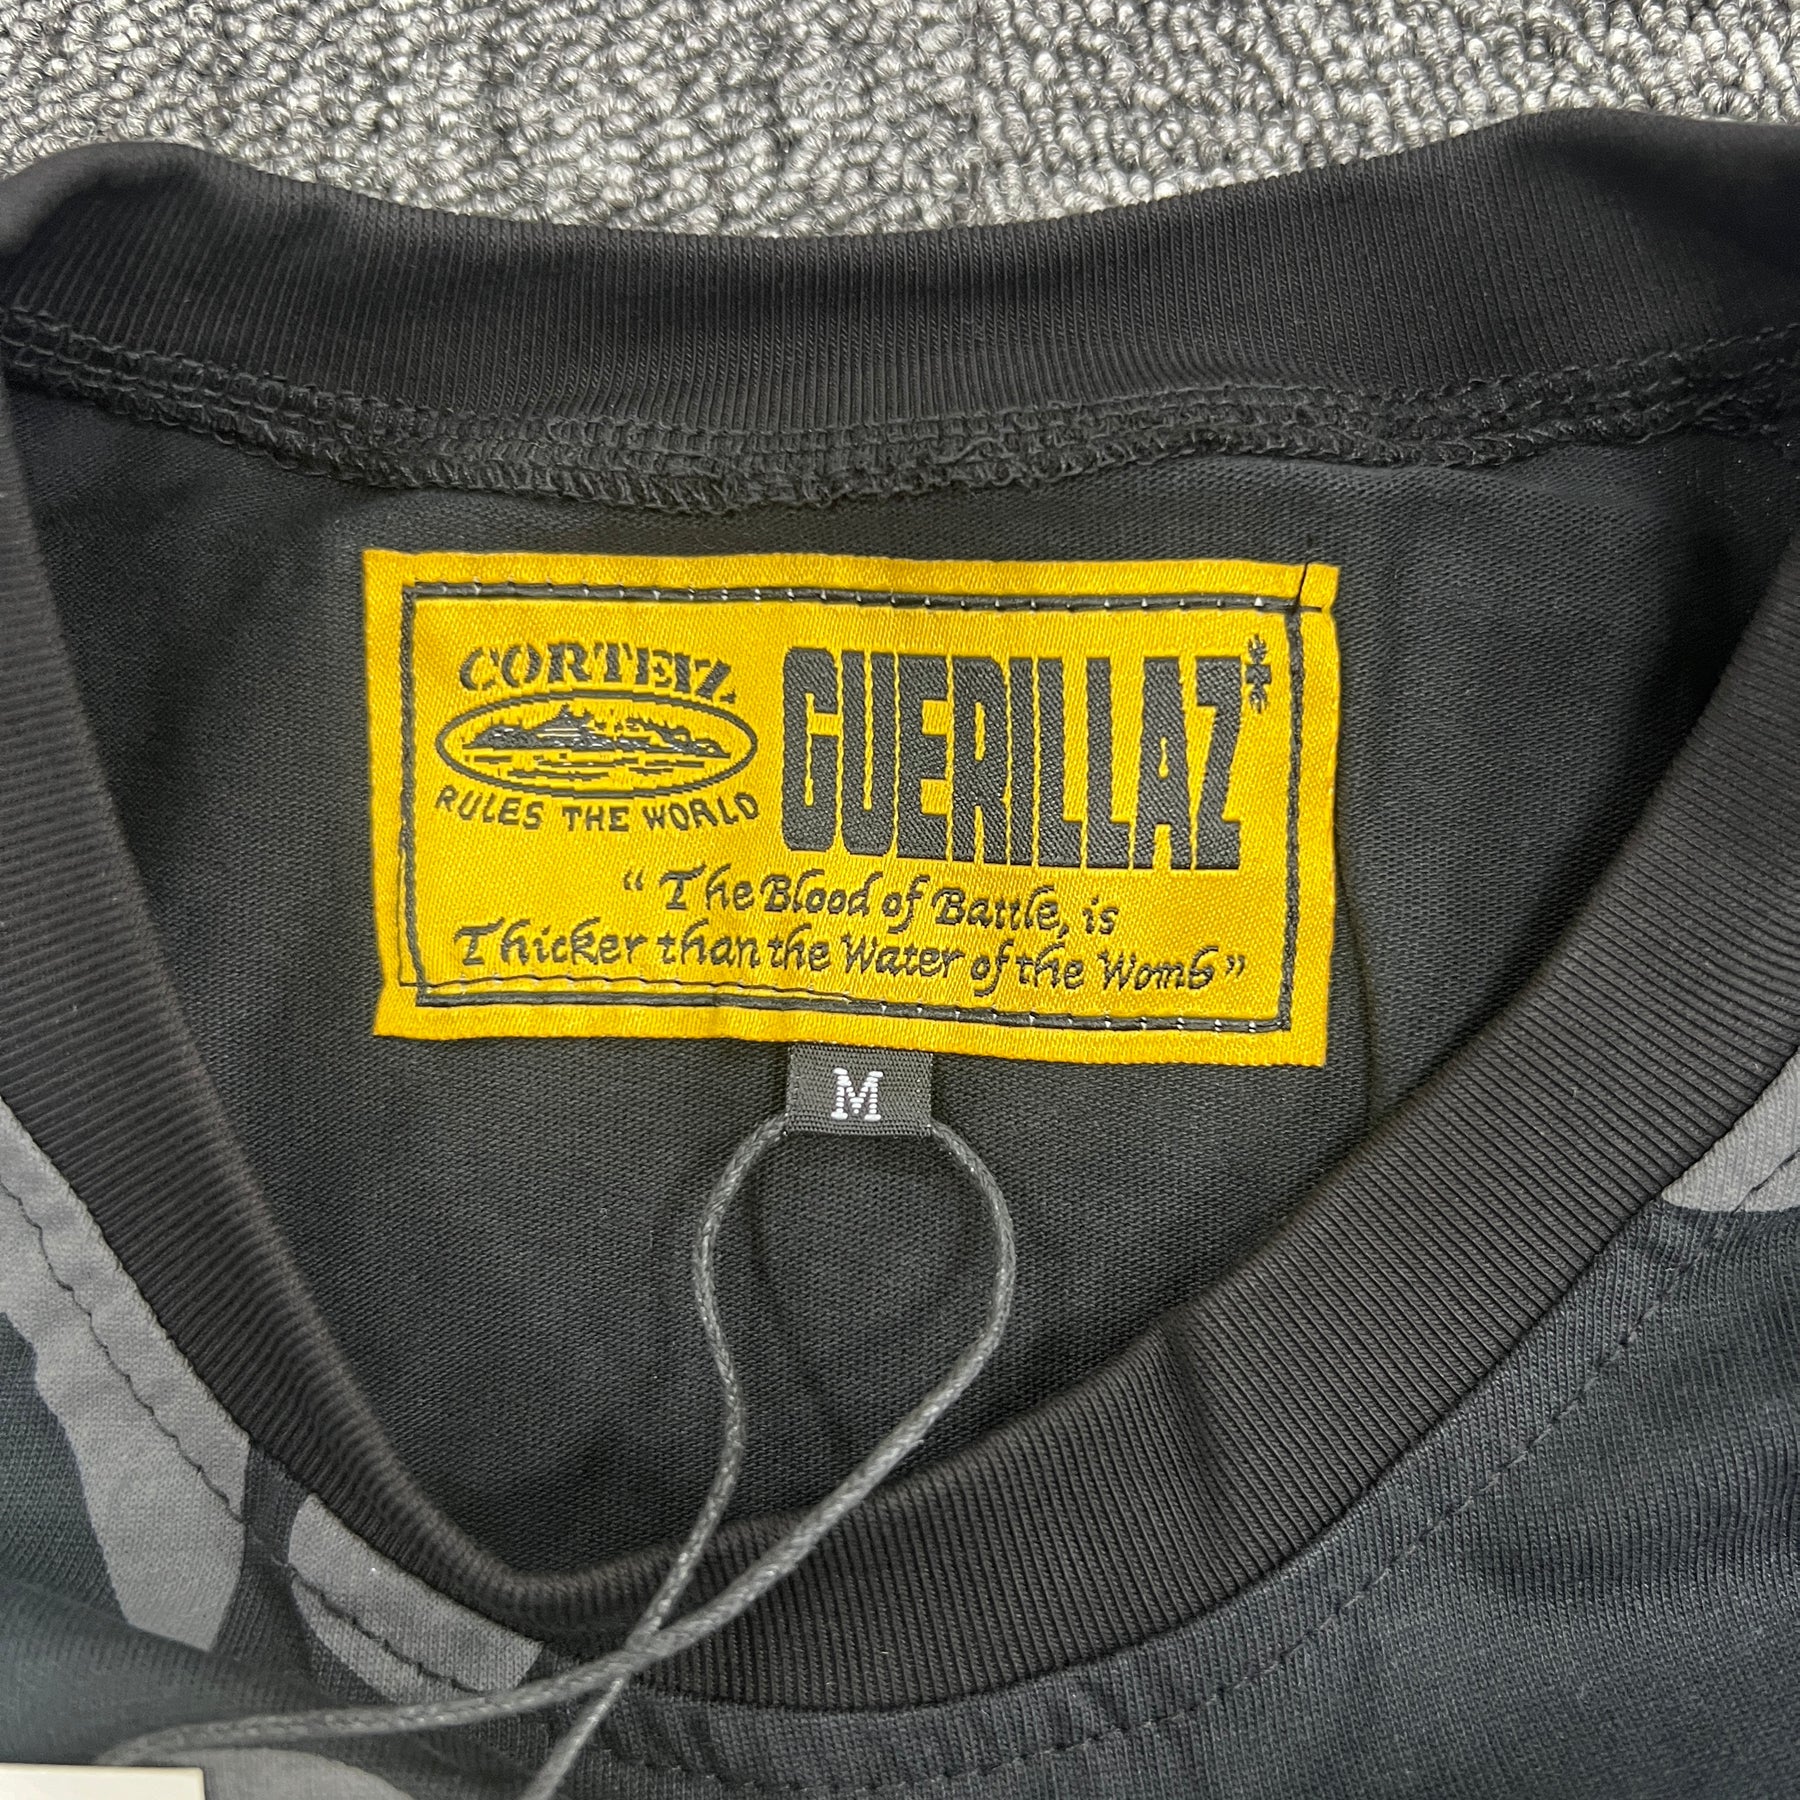 CORTEIZ
RULES THE WORLD
GUERILLAZ
“The Blood of Battle, is
Thicker than the Water of the Womb”
M